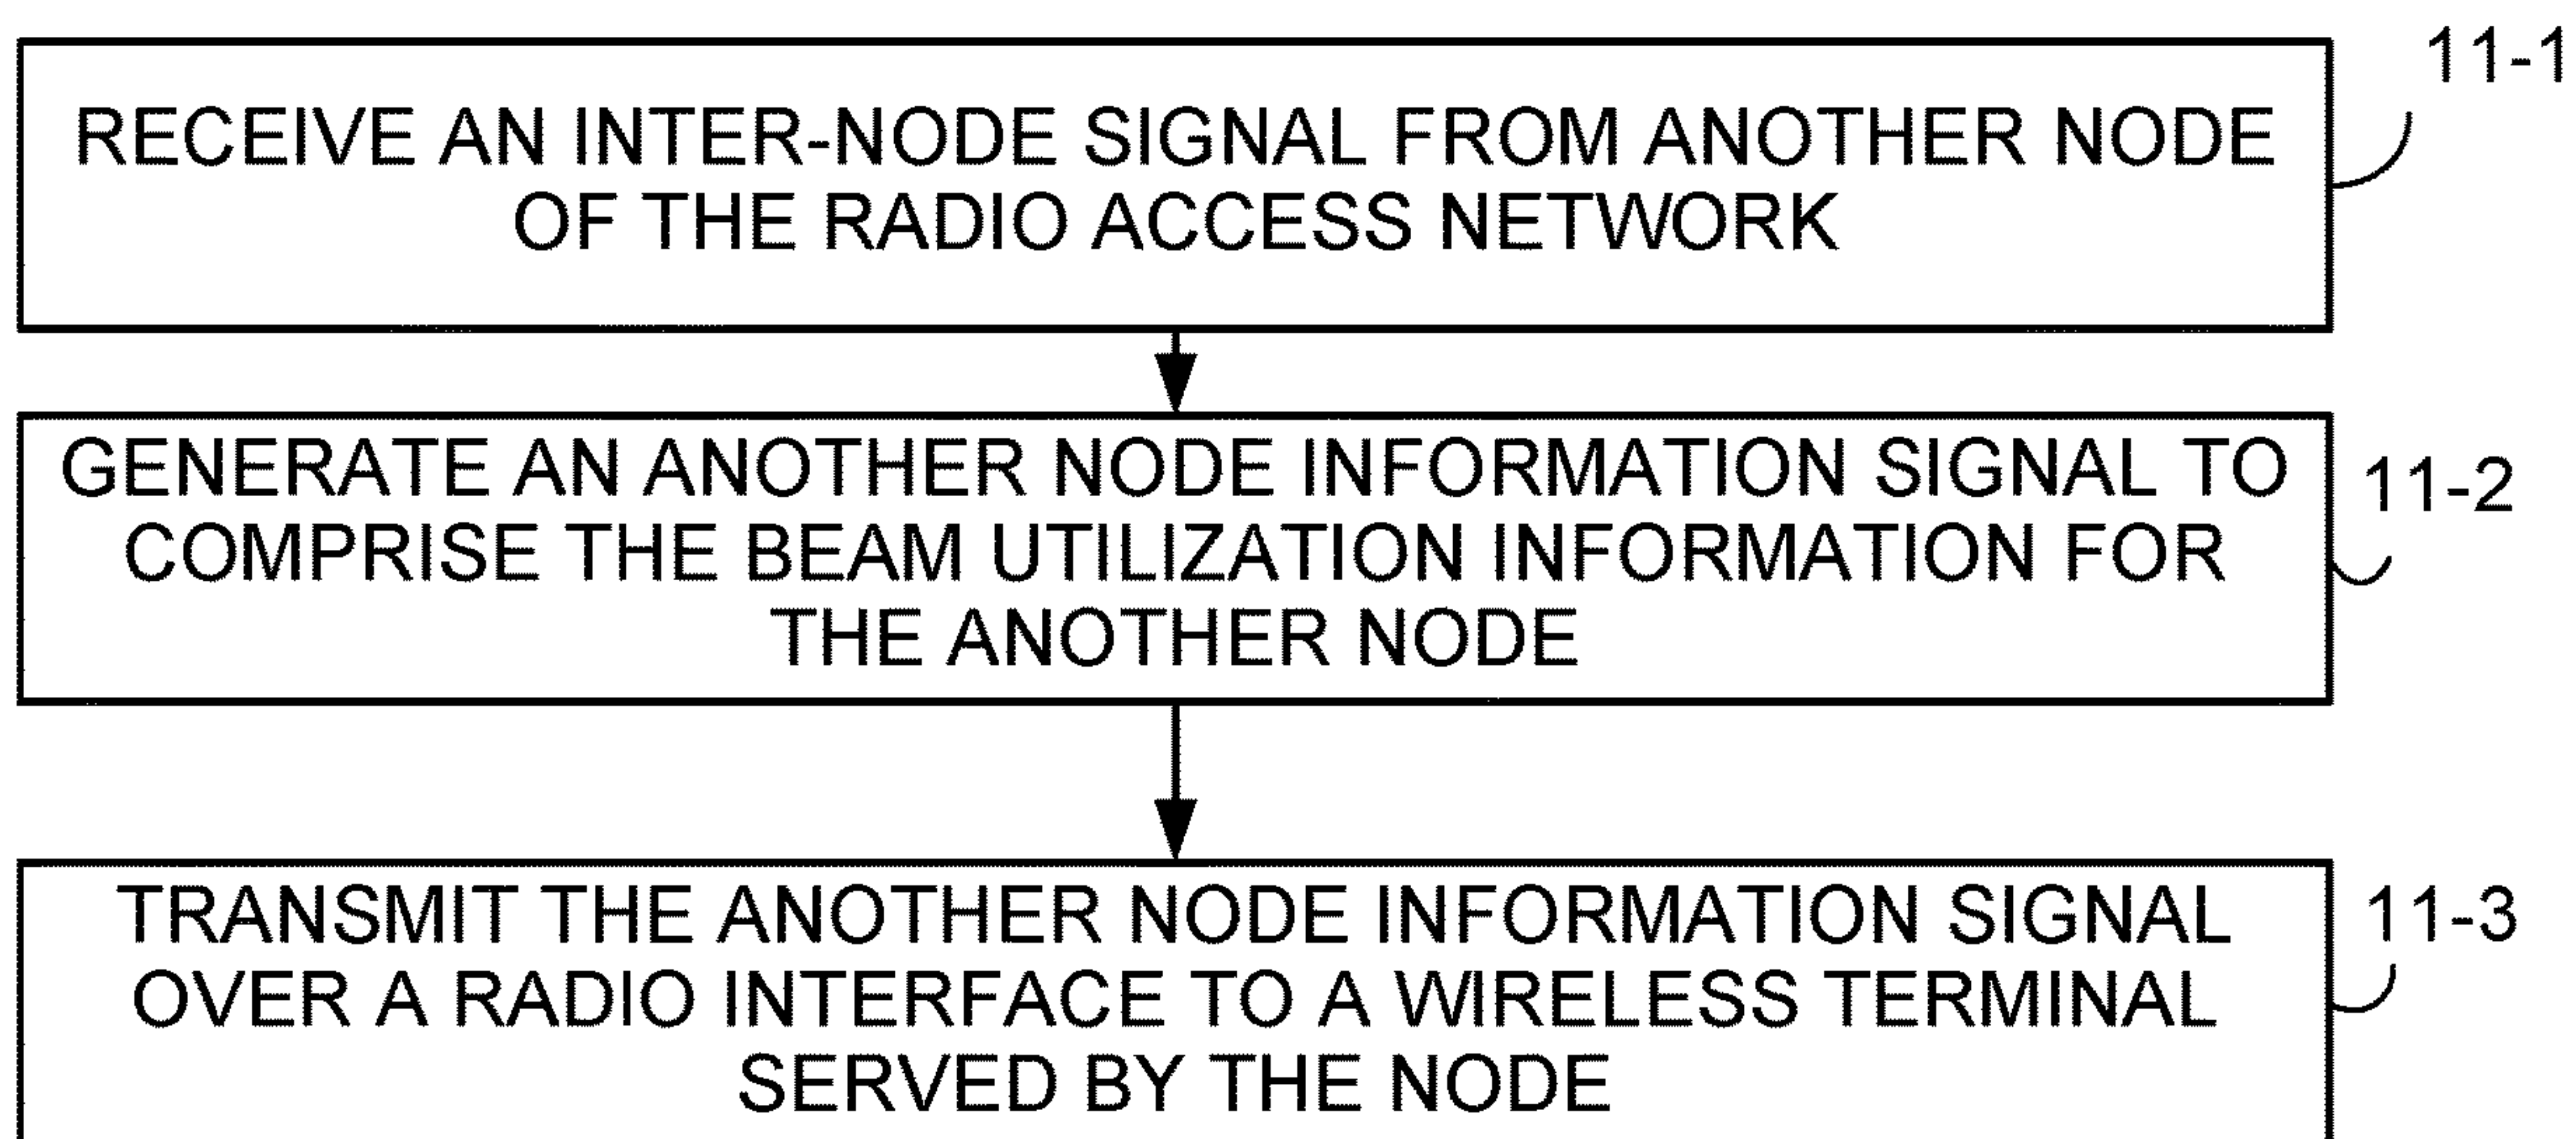 11-1
RECEIVE AN INTER-NODE SIGNAL FROM ANOTHER NODE
OF THE RADIO ACCESS NETWORK
GENERATE AN ANOTHER NODE INFORMATION SIGNAL TO
11-2
COMPRISE THE BEAM UTILIZATION INFORMATION FOR
THE ANOTHER NODE
TRANSMIT THE ANOTHER NODE INFORMATION SIGNAL
11-3
OVER A RADIO INTERFACE TO A WIRELESS TERMINAL
SERVED BY THE NODE